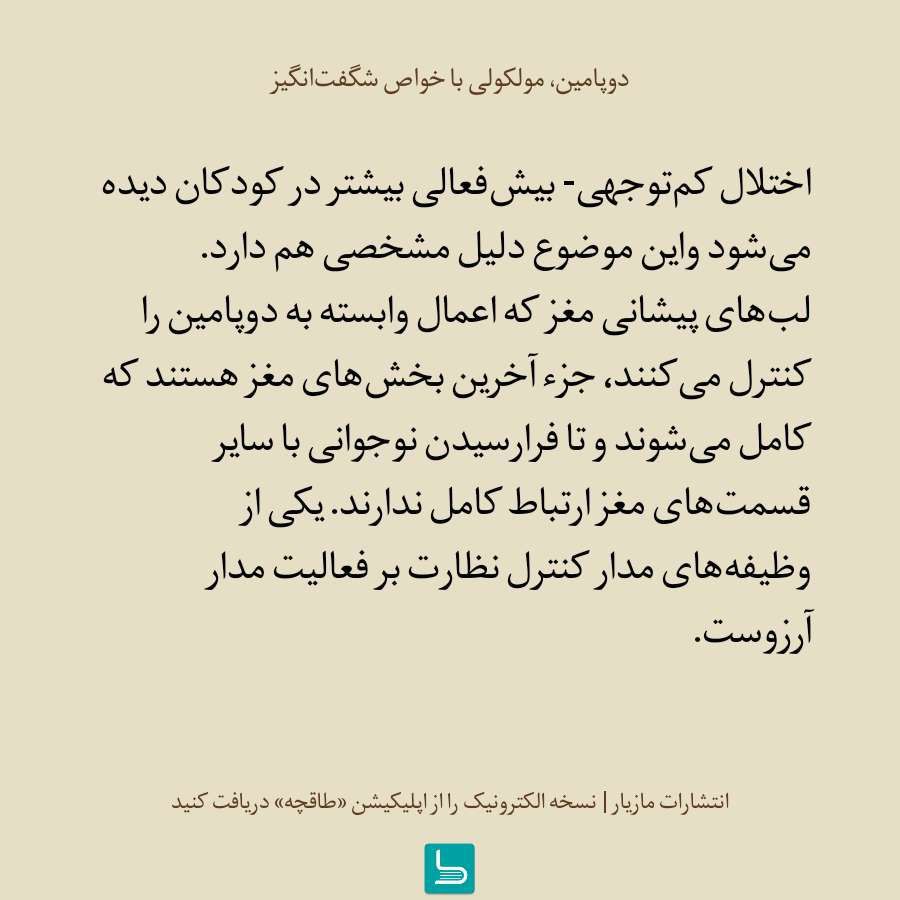 دوپامین، مولکولی با خواص شگفت‌انگیز
اختلال کم‌توجهی- بیش‌فعالی بیشتر در کودکان دیده
می‌شود واین موضوع دلیل مشخصی هم دارد.
لب‌های پیشانی مغز که اعمال وابسته به دوپامین را
کنترل می‌کنند، جزء آخرین بخش‌های مغز هستند که
کامل می‌شوند و تا فرارسیدن نوجوانی با سایر
قسمت‌های مغز ارتباط کامل ندارند. یکی از
وظیفه‌های مدار کنترل نظارت بر فعالیت مدار
آرزوست.
انتشارات مازیار | نسخه الکترونیک را از اپلیکیشن «طاقچه» دریافت کنید